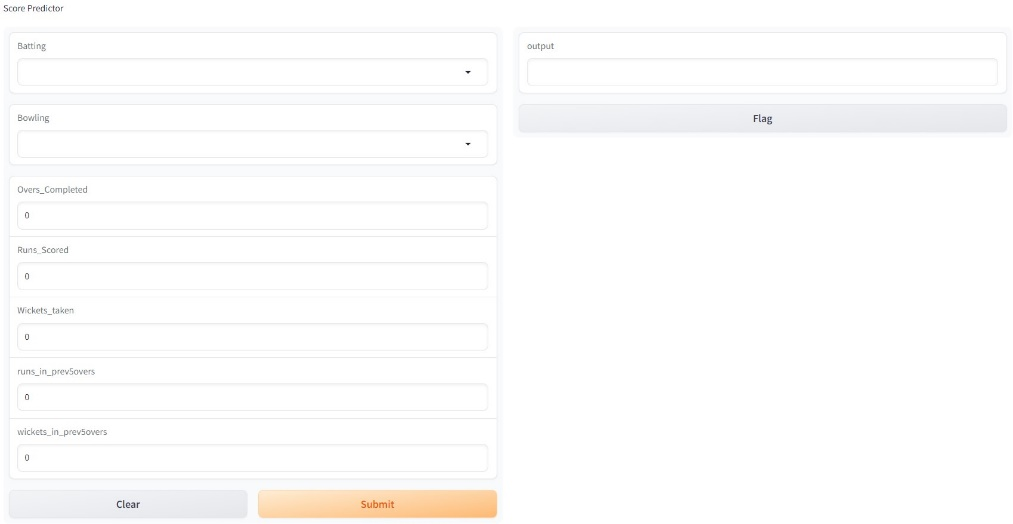 Score Predictor
Batting
Bowling
Overs_Completed
0
Runs_Scored
0
Wickets_taken
0
runs_in_prev5overs
0
wickets_in_prev5overs
0
Clear
Submit
output
Flag